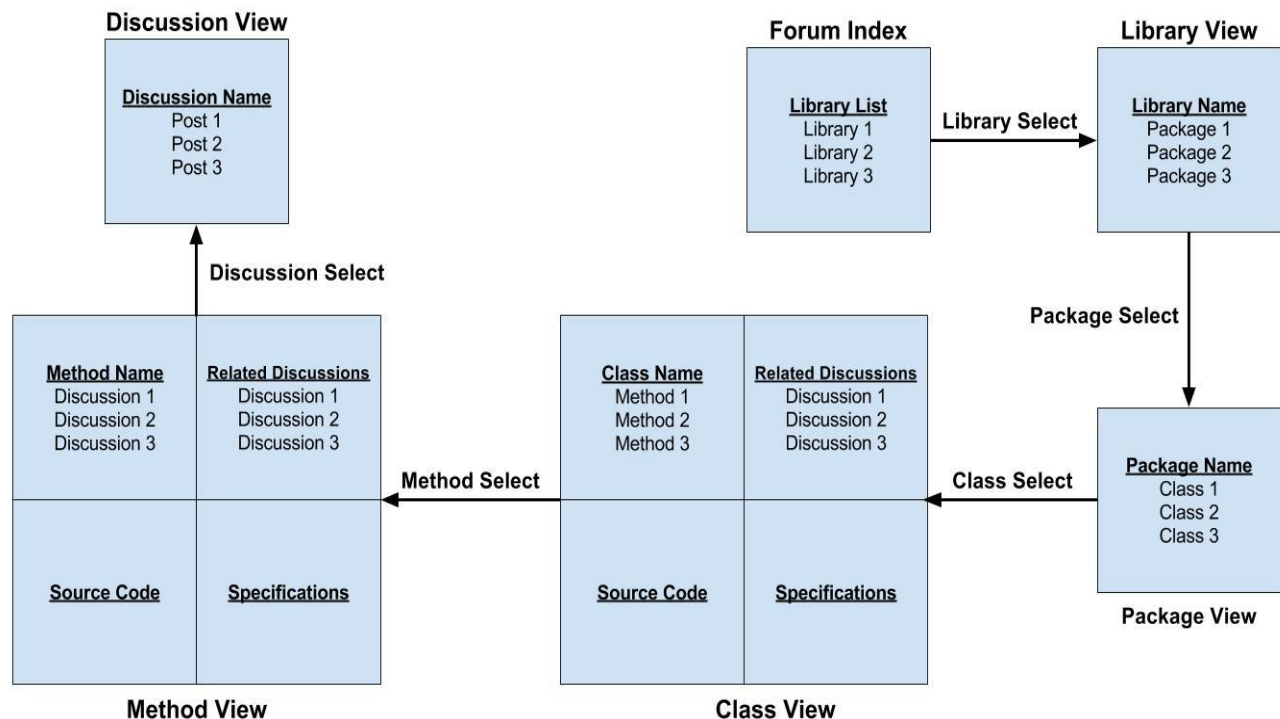 Discussion View
Discussion Name
Post 1
Post 2
Post 3
Forum Index
Library List
Library 1
Library 2
Library 3
Library Select
Library View
Library Name
Package 1
Package 2
Package 3
Package Select
Package Name
Class 1
Class 2
Class 3
Package View
Class Select
Class Name
Method 1
Method 2
Method 3
Related Discussions
Discussion 1
Discussion 2
Discussion 3
Source Code
Specifications
Class View
Method Select
Method Name
Discussion 1
Discussion 2
Discussion 3
Related Discussions
Discussion 1
Discussion 2
Discussion 3
Source Code
Specifications
Method View
Discussion Select